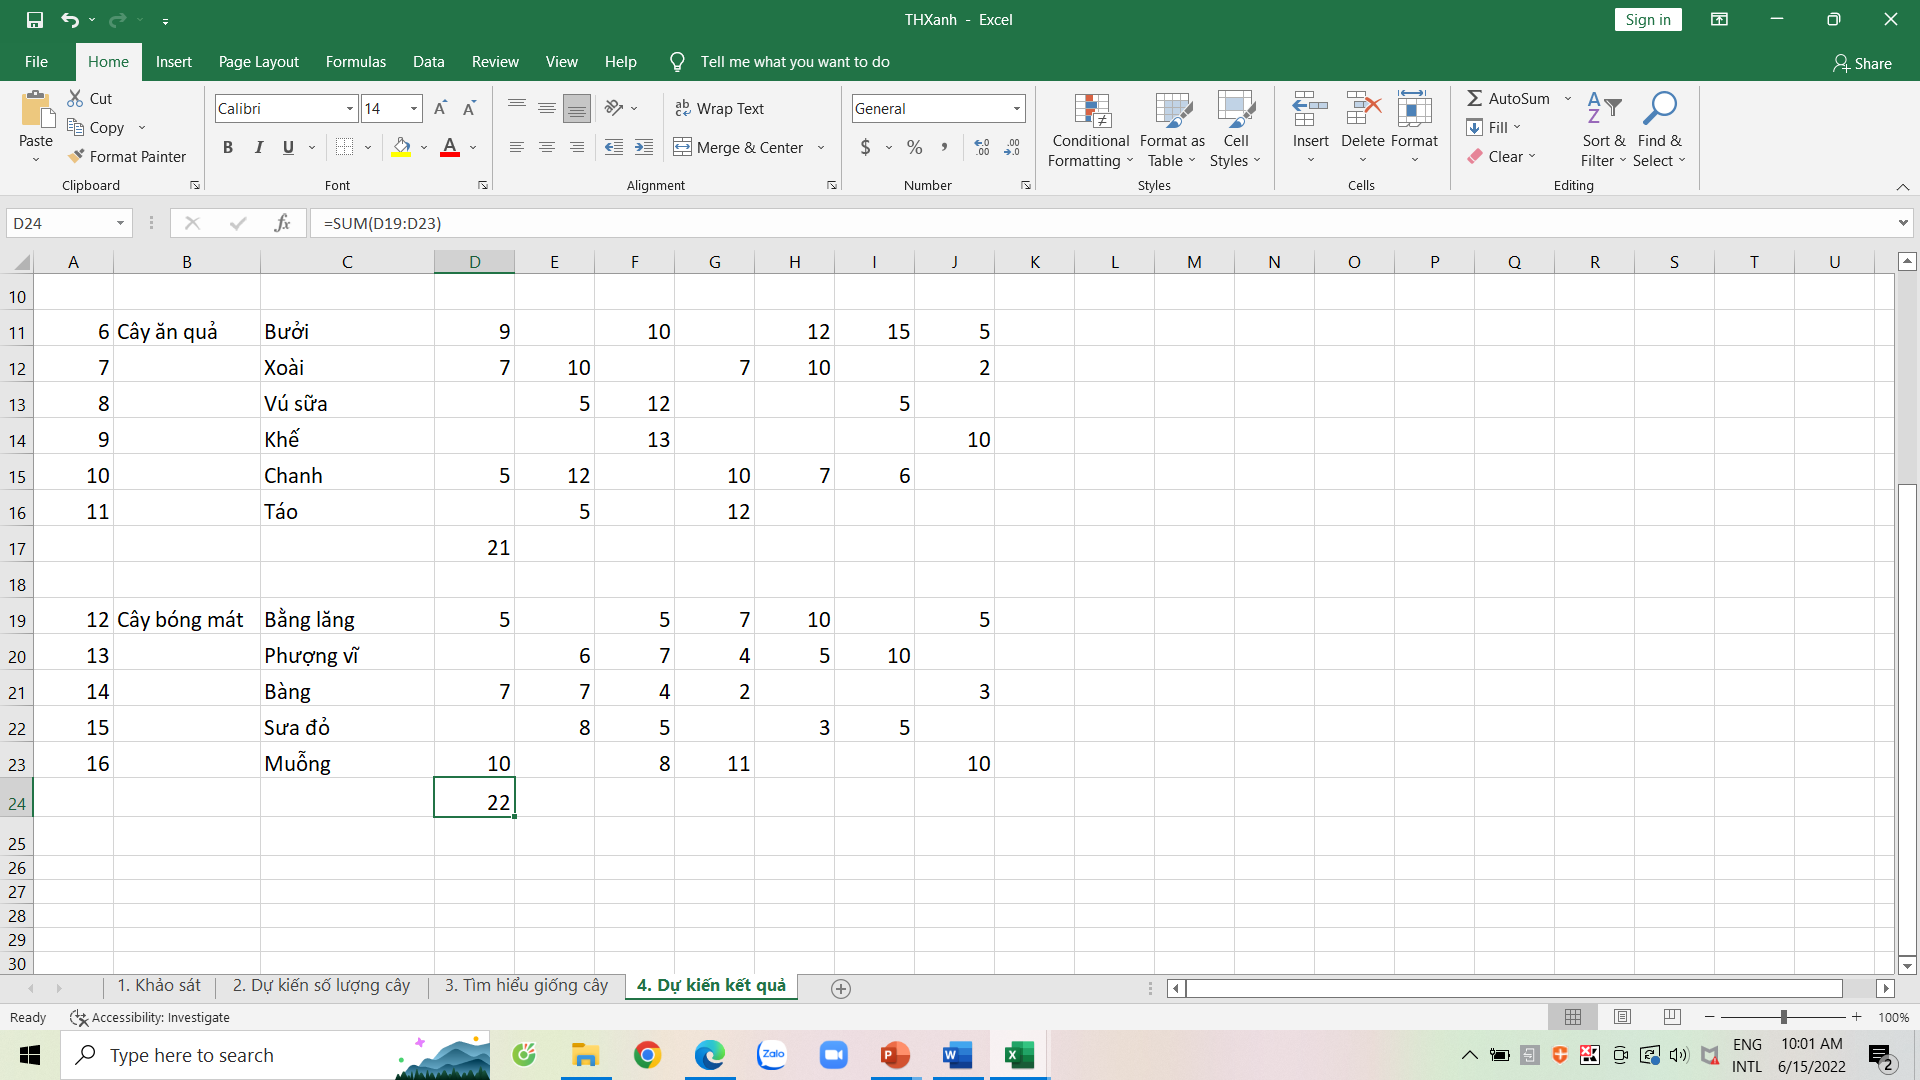 THXanh - Excel
Sign in
File Home Insert Page Layout Formulas Data Review View Help Tell me what you want to do Share
Paste Cut Copy Format Painter
Clipboard
Calibri 14
B I U A
Font
Wrap Text
Merge & Center
Alignment
General
$ % ,
Number
Conditional Formatting Format as Table Cell Styles
Styles
Insert Delete Format
Cells
AutoSum
Fill
Clear
Sort & Filter Find & Select
Editing
D24 fx =SUM(D19:D23)
A B C D E F G H I J K L M N O P Q R S T U
10
11 6 Cây ăn quả Bưởi 9 10 12 15 5
12 7 Xoài 7 10 7 10 2
13 8 Vú sữa 5 12 5
14 9 Khế 13 10
15 10 Chanh 5 12 10 7 6
16 11 Táo 5 12
17 21
18
19 12 Cây bóng mát Bằng lăng 5 5 7 10 5
20 13 Phượng vĩ 6 7 4 5 10
21 14 Bàng 7 7 4 2 3
22 15 Sưa đỏ 8 5 3 5
23 16 Muỗng 10 8 11 10
24 22
25
26
27
28
29
30
1. Khảo sát 2. Dự kiến số lượng cây 3. Tìm hiểu giống cây 4. Dự kiến kết quả
Ready Accessibility: Investigate 100%
Type here to search
Zalo
ENG 10:01 AM
INTL 6/15/2022
2